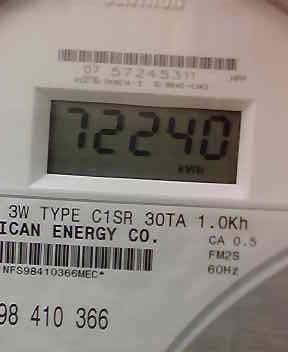 07 57245311
72240
kWh
3W TYPE C1SR 30TA 1.0Kh
ICAN ENERGY CO.
CA 0.5
FM2S
NFS98410366MEC*
60Hz
98 410 366